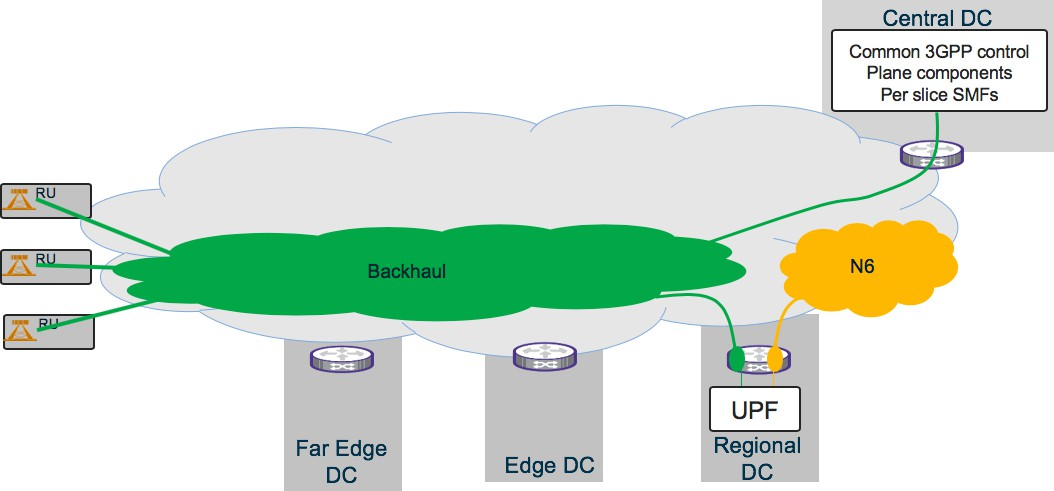 Central DC
Common 3GPP control
Plane components
Per slice SMFs
RU
RU
RU
Backhaul
N6
UPF
Far Edge
DC
Edge DC
Regional
DC